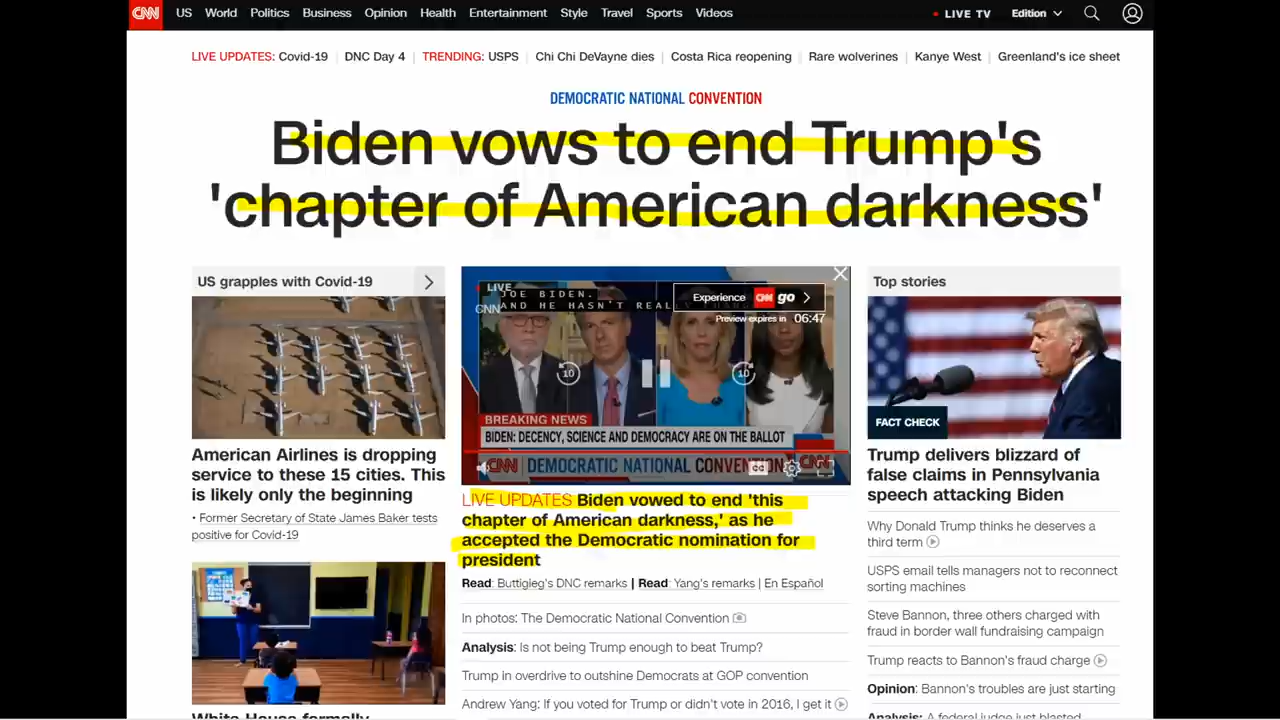 CNN US World Politics Business Opinion Health Entertainment Style Travel Sports Videos LIVE TV Edition
LIVE UPDATES: Covid-19 | DNC Day 4 | TRENDING: USPS | Chi Chi DeVayne dies | Costa Rica reopening | Rare wolverines | Kanye West | Greenland's ice sheet
DEMOCRATIC NATIONAL CONVENTION
Biden vows to end Trump's
'chapter of American darkness'
US grapples with Covid-19
American Airlines is dropping
service to these 15 cities. This
is likely only the beginning
• Former Secretary of State James Baker tests
positive for Covid-19
White House formally
LIVE
CNN
JOE BIDEN.
AND HE HASN'T
Experience CNN go
Preview expires in 06:47
10 10
BREAKING NEWS
BIDEN: DECENCY, SCIENCE AND DEMOCRACY ARE ON THE BALLOT
CNN DEMOCRATIC NATIONAL CONVENTION CNN
CC
LIVE UPDATES Biden vowed to end 'this
chapter of American darkness,' as he
accepted the Democratic nomination for
president
Read: Buttigieg's DNC remarks | Read: Yang's remarks | En Español
In photos: The Democratic National Convention
Analysis: Is not being Trump enough to beat Trump?
Trump in overdrive to outshine Democrats at GOP convention
Andrew Yang: If you voted for Trump or didn't vote in 2016, I get it
Top stories
FACT CHECK
Trump delivers blizzard of
false claims in Pennsylvania
speech attacking Biden
Why Donald Trump thinks he deserves a
third term
USPS email tells managers not to reconnect
sorting machines
Steve Bannon, three others charged with
fraud in border wall fundraising campaign
Trump reacts to Bannon's fraud charge
Opinion: Bannon's troubles are just starting
Analysis: A federal judge just blasted